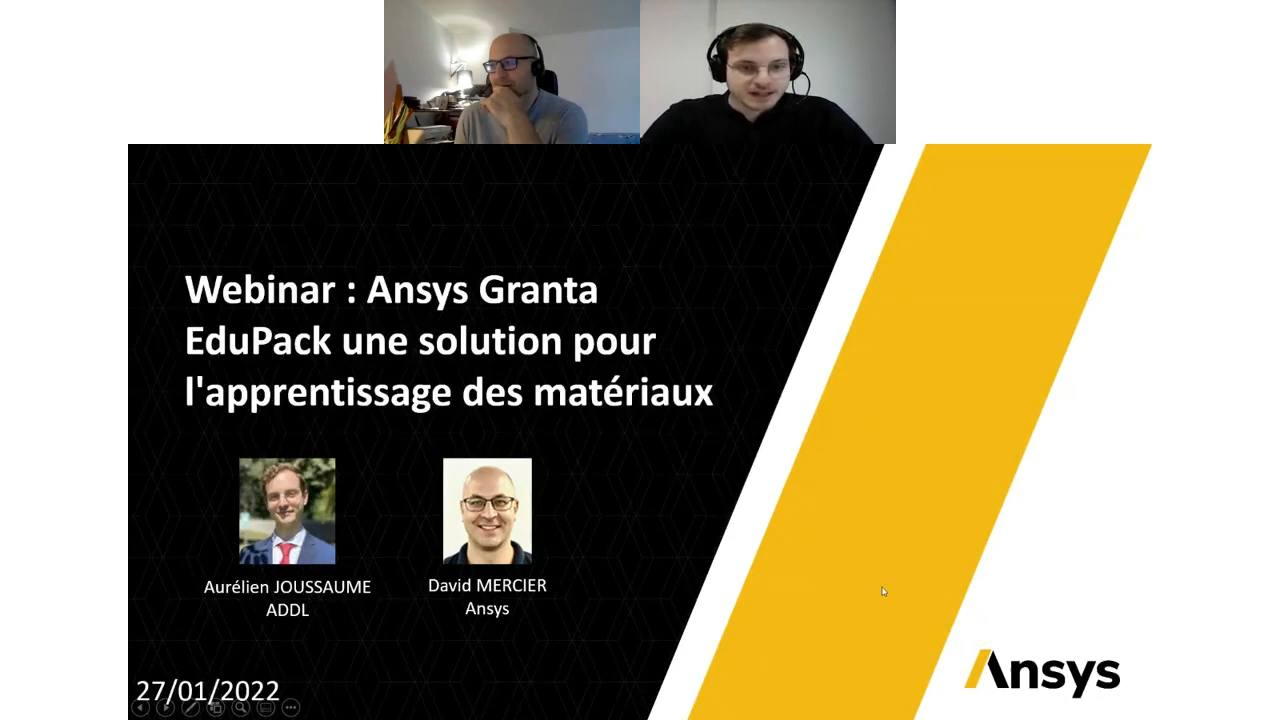 Webinar : Ansys Granta
EduPack une solution pour
l'apprentissage des matériaux
Aurélien JOUSSAUME
ADDL
David MERCIER
Ansys
27/01/2022
Ansys